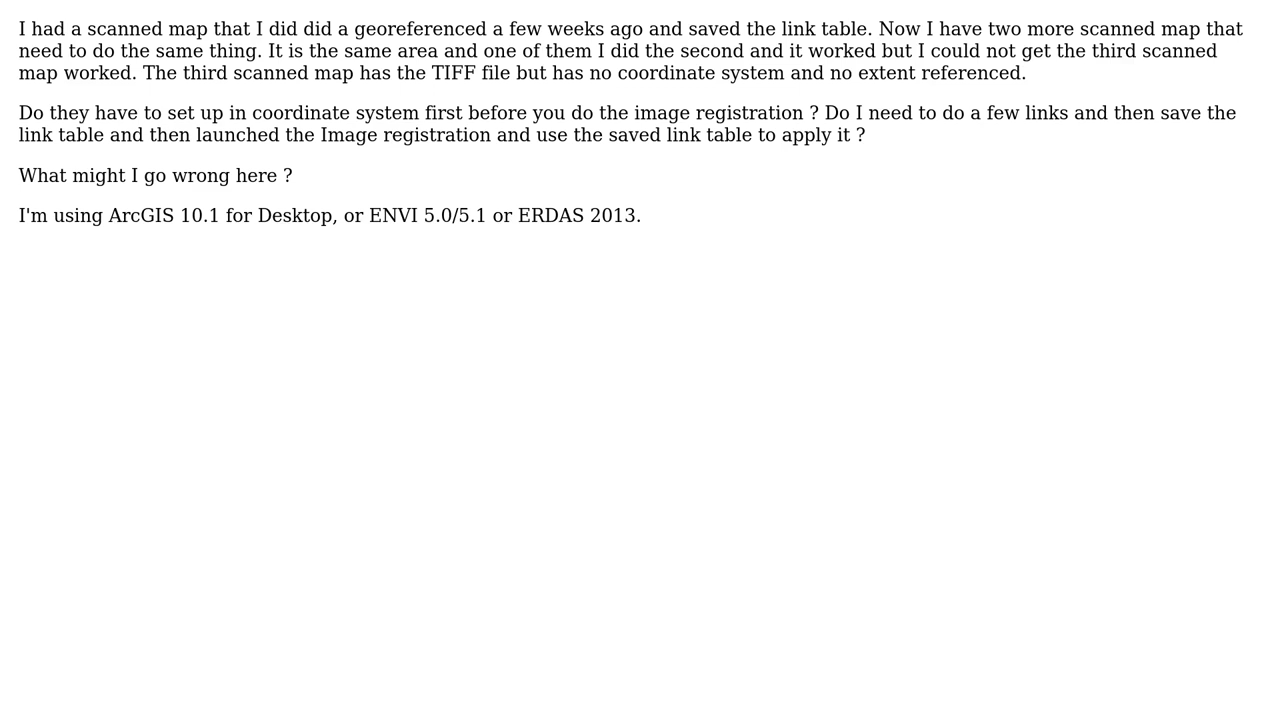 I had a scanned map that I did did a georeferenced a few weeks ago and saved the link table. Now I have two more scanned map that
need to do the same thing. It is the same area and one of them I did the second and it worked but I could not get the third scanned
map worked. The third scanned map has the TIFF file but has no coordinate system and no extent referenced.
Do they have to set up in coordinate system first before you do the image registration ? Do I need to do a few links and then save the
link table and then launched the Image registration and use the saved link table to apply it ?
What might I go wrong here ?
I'm using ArcGIS 10.1 for Desktop, or ENVI 5.0/5.1 or ERDAS 2013.